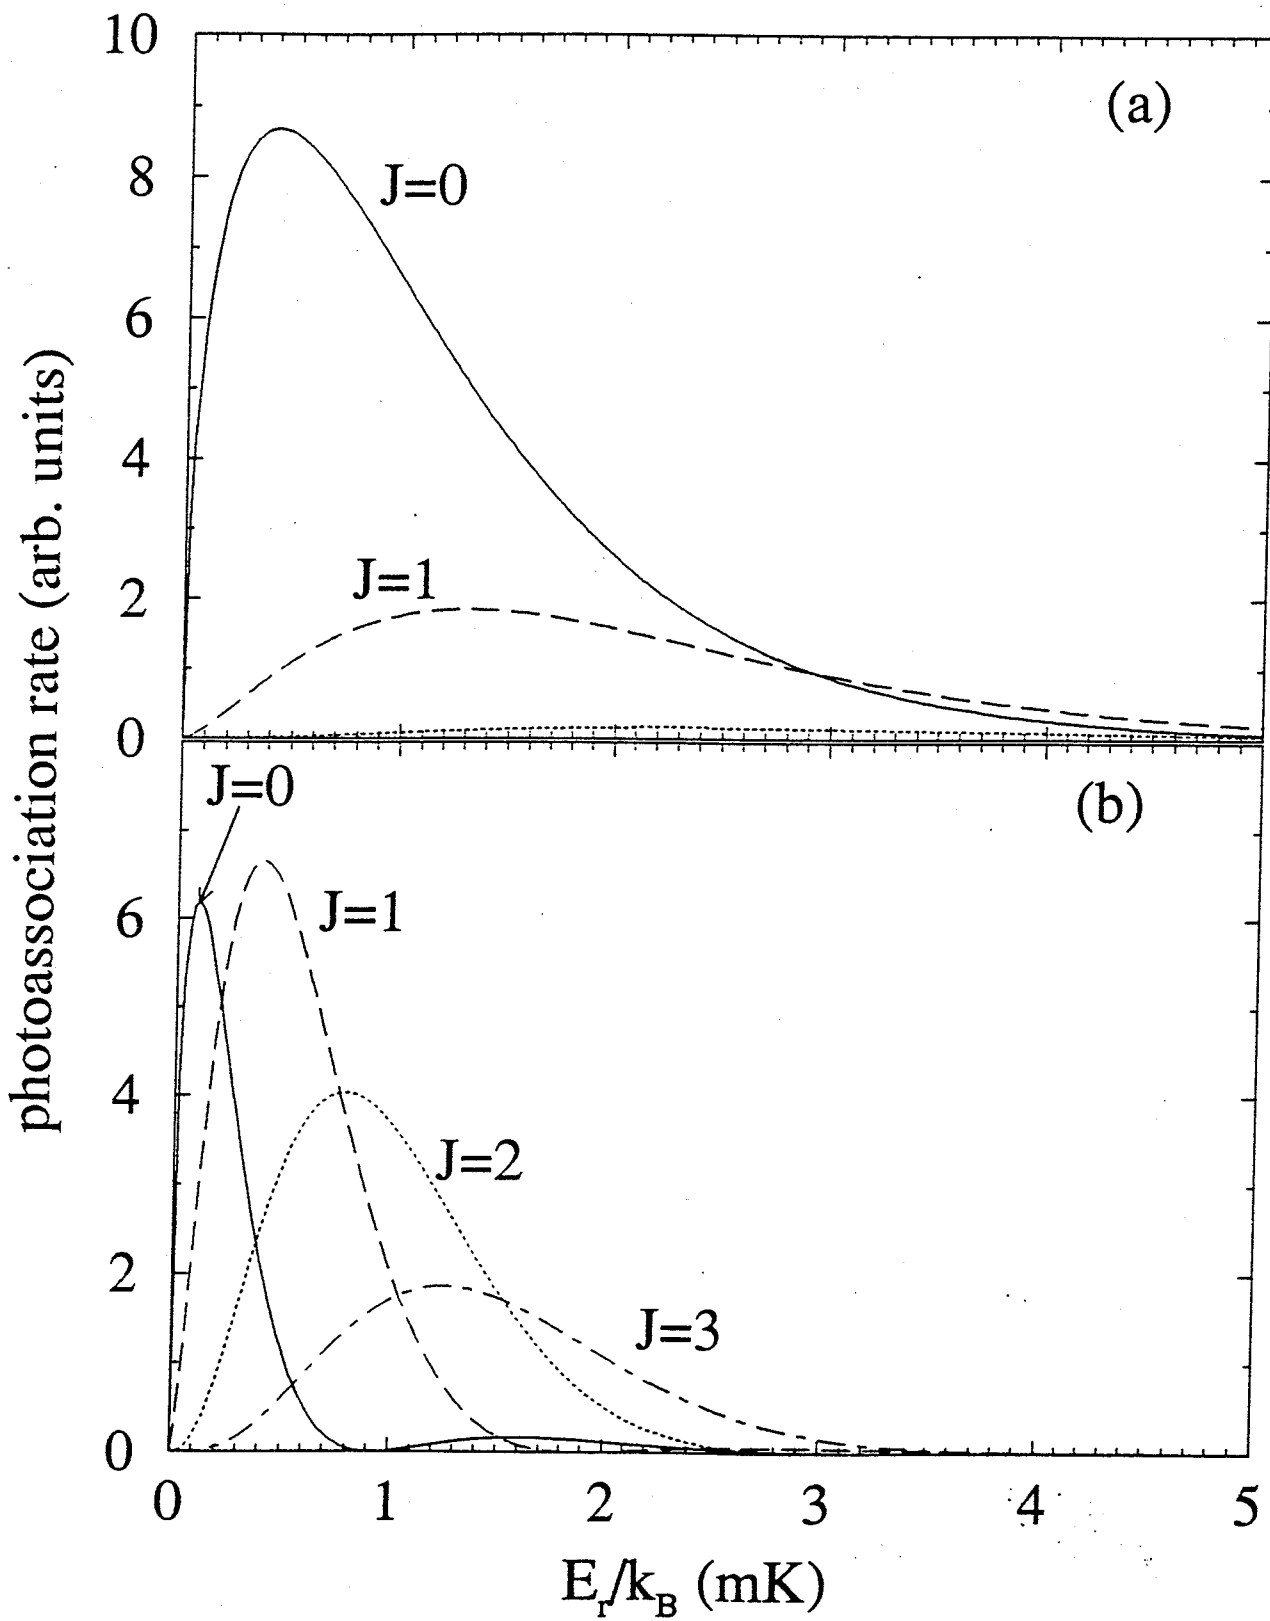 photoassociation rate (arb. units)
10
8
6
4
2
0
(a)
J=0
J=1
6
4
2
0
(b)
J=0
J=1
J=2
J=3
0 1 2 3 4 5
E_r/k_B (mK)